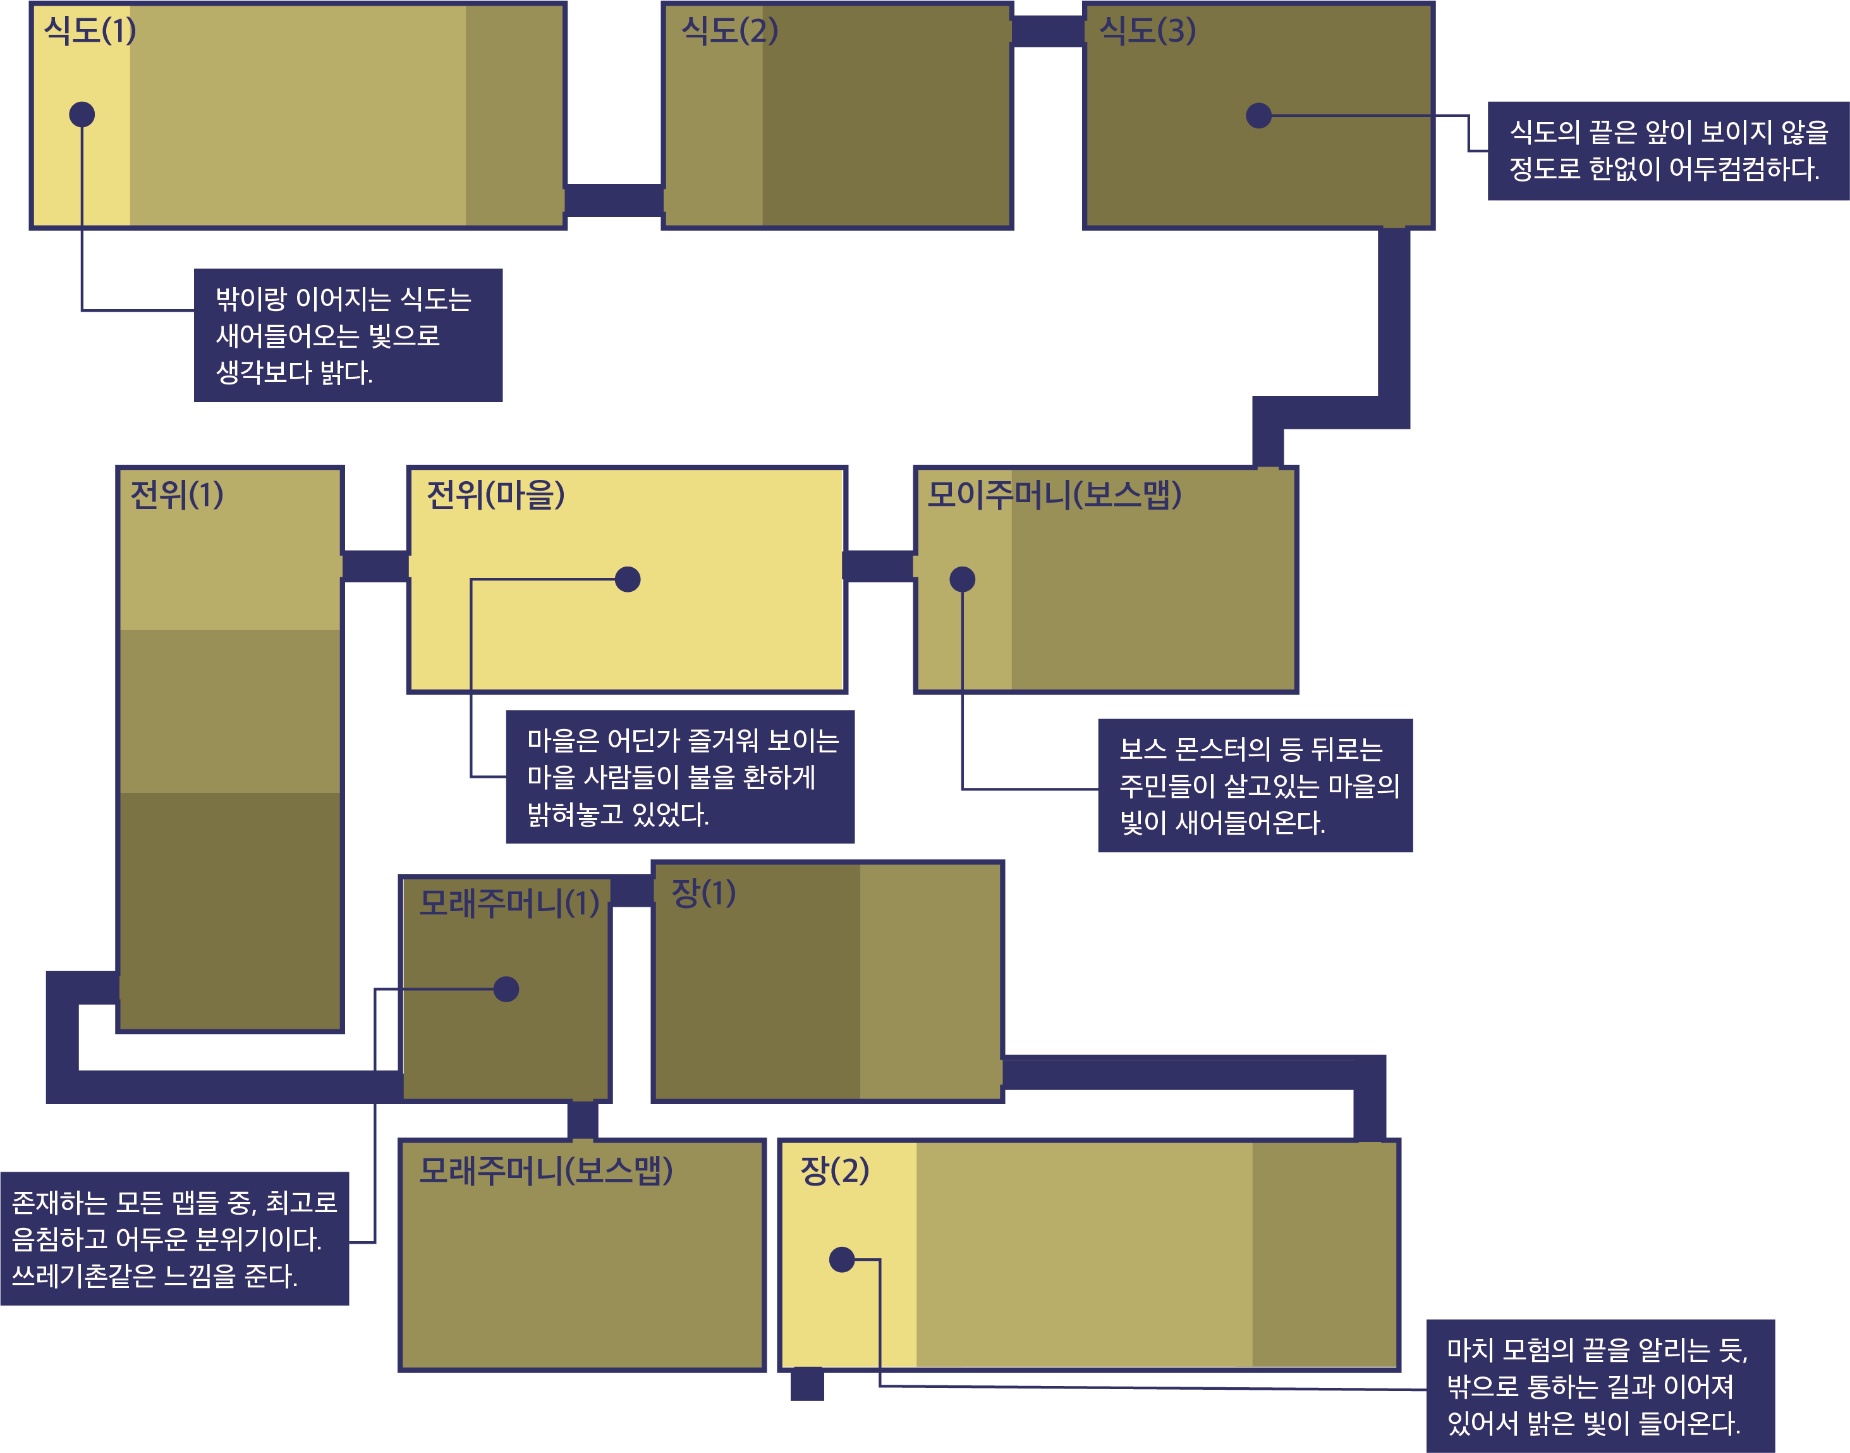 식도(1)
식도(2)
식도(3)
식도의 끝은 앞이 보이지 않을
정도로 한없이 어두컴컴하다.
밖이랑 이어지는 식도는
새어들어오는 빛으로
생각보다 밝다.
전위(1)
전위(마을)
모이주머니(보스맵)
마을은 어딘가 즐거워 보이는
마을 사람들이 불을 환하게
밝혀놓고 있었다.
보스 몬스터의 등 뒤로는
주민들이 살고있는 마을의
빛이 새어들어온다.
모래주머니(1)
장(1)
모래주머니(보스맵)
장(2)
존재하는 모든 맵들 중, 최고로
음침하고 어두운 분위기이다.
쓰레기촌같은 느낌을 준다.
마치 모험의 끝을 알리는 듯,
밖으로 통하는 길과 이어져
있어서 밝은 빛이 들어온다.